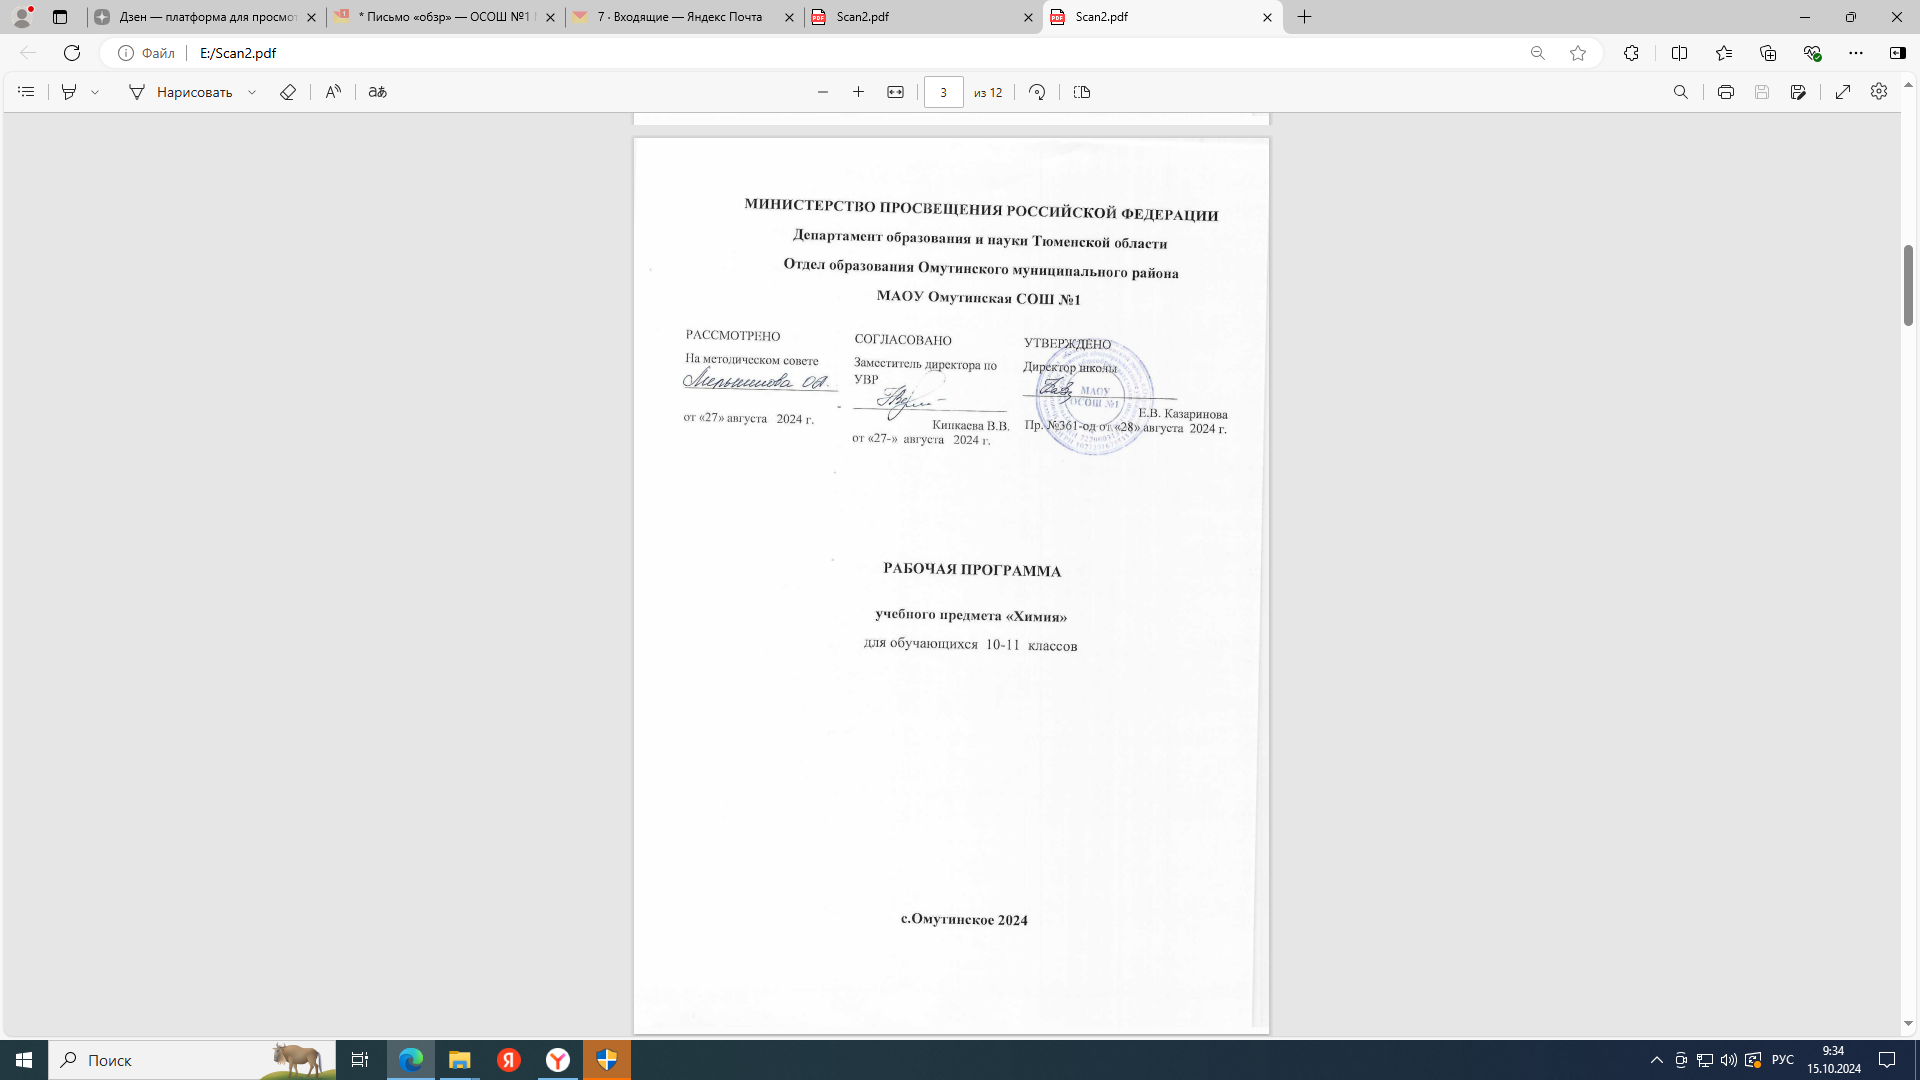 Дзен — платформа для просмот
* Письмо «обзр» — ОСОШ №1
7 · Входящие — Яндекс Почта
Scan2.pdf
Scan2.pdf
Файл
E:/Scan2.pdf
Нарисовать
3
из 12
МИНИСТЕРСТВО ПРОСВЕЩЕНИЯ РОССИЙСКОЙ ФЕДЕРАЦИИ
Департамент образования и науки Тюменской области
Отдел образования Омутинского муниципального района
МАОУ Омутинская СОШ №1
РАССМОТРЕНО
На методическом совете
от «27» августа 2024 г.
СОГЛАСОВАНО
Заместитель директора по
УВР
Кипкаева В.В.
от «27-» августа 2024 г.
УТВЕРЖДЕНО
Директор школы
МАОУ
ОСОШ №1
Е.В. Казаринова
Пр. №361-од от «28» августа 2024 г.
РАБОЧАЯ ПРОГРАММА
учебного предмета «Химия»
для обучающихся 10-11 классов
с.Омутинское 2024
Поиск
РУС
9:34
15.10.2024